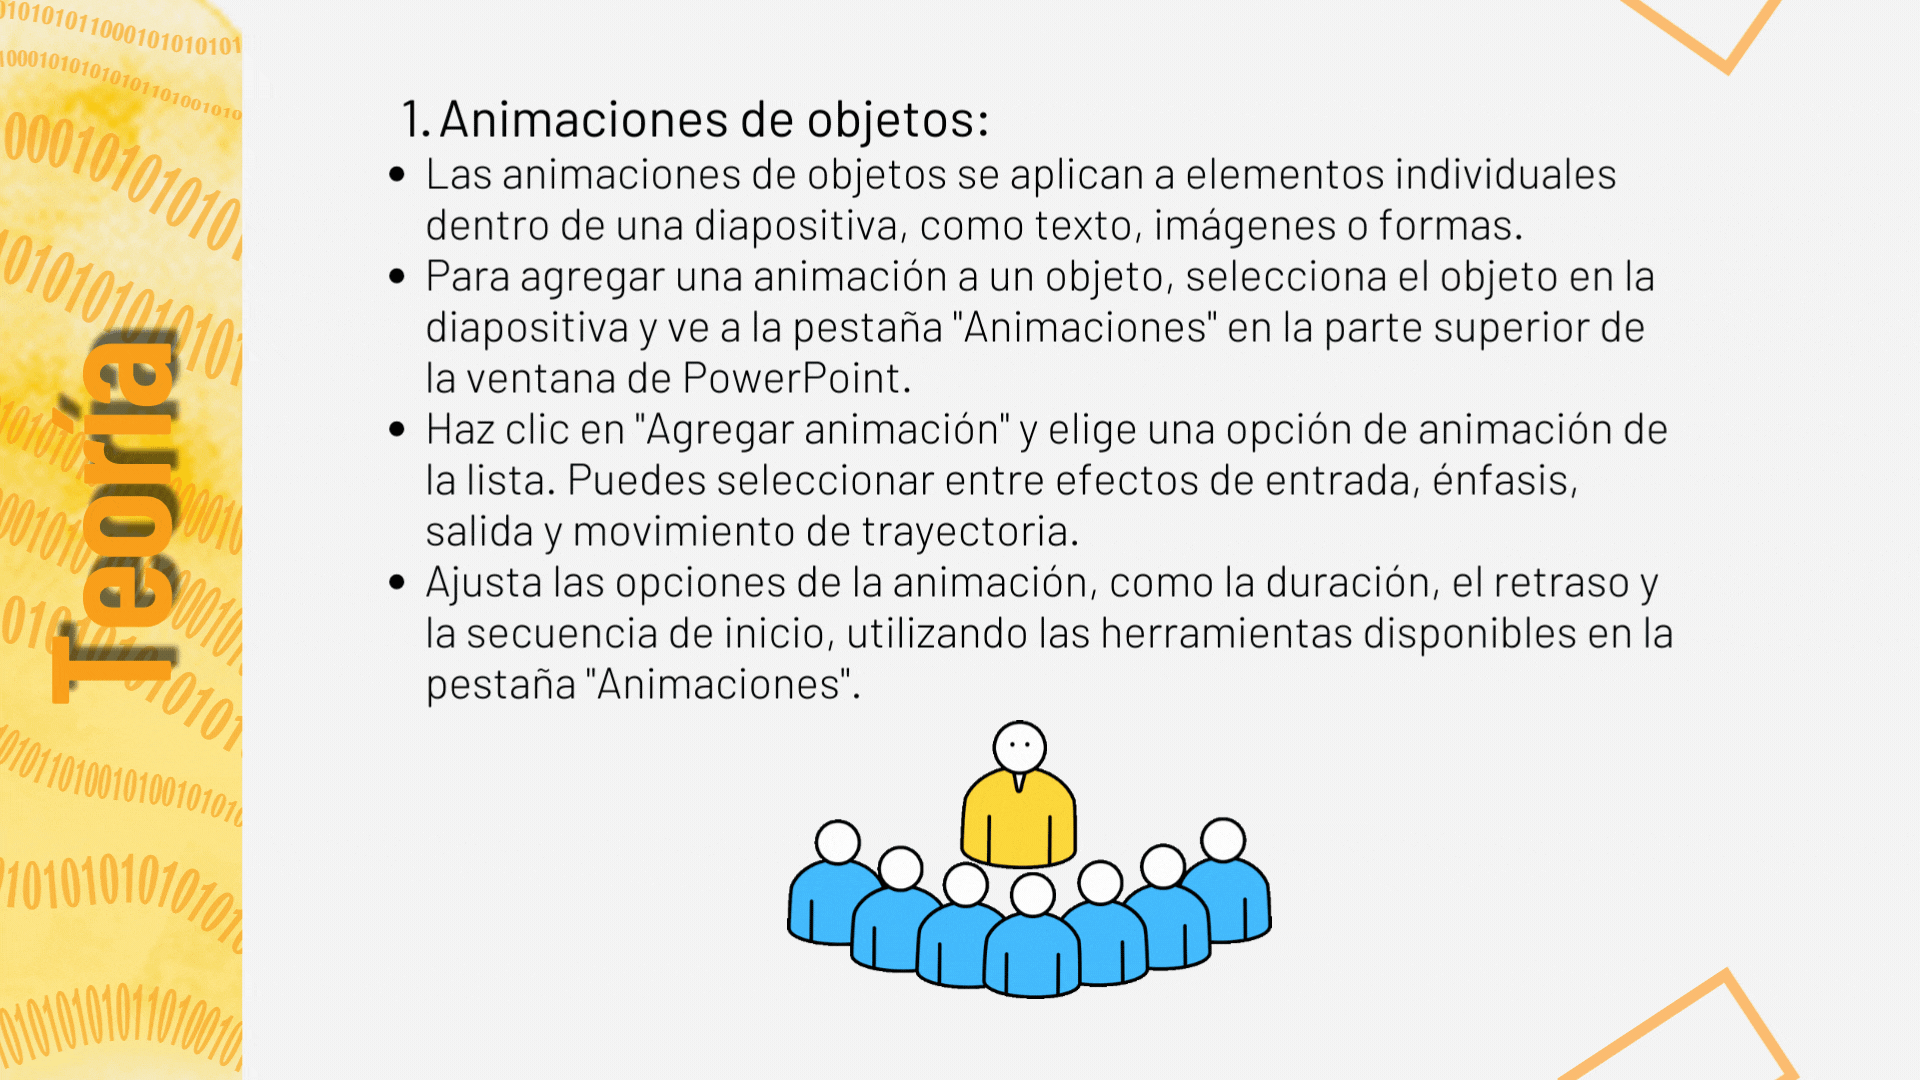 Teoría
1. Animaciones de objetos:
• Las animaciones de objetos se aplican a elementos individuales
dentro de una diapositiva, como texto, imágenes o formas.
• Para agregar una animación a un objeto, selecciona el objeto en la
diapositiva y ve a la pestaña "Animaciones" en la parte superior de
la ventana de PowerPoint.
• Haz clic en "Agregar animación" y elige una opción de animación de
la lista. Puedes seleccionar entre efectos de entrada, énfasis,
salida y movimiento de trayectoria.
• Ajusta las opciones de la animación, como la duración, el retraso y
la secuencia de inicio, utilizando las herramientas disponibles en la
pestaña "Animaciones".